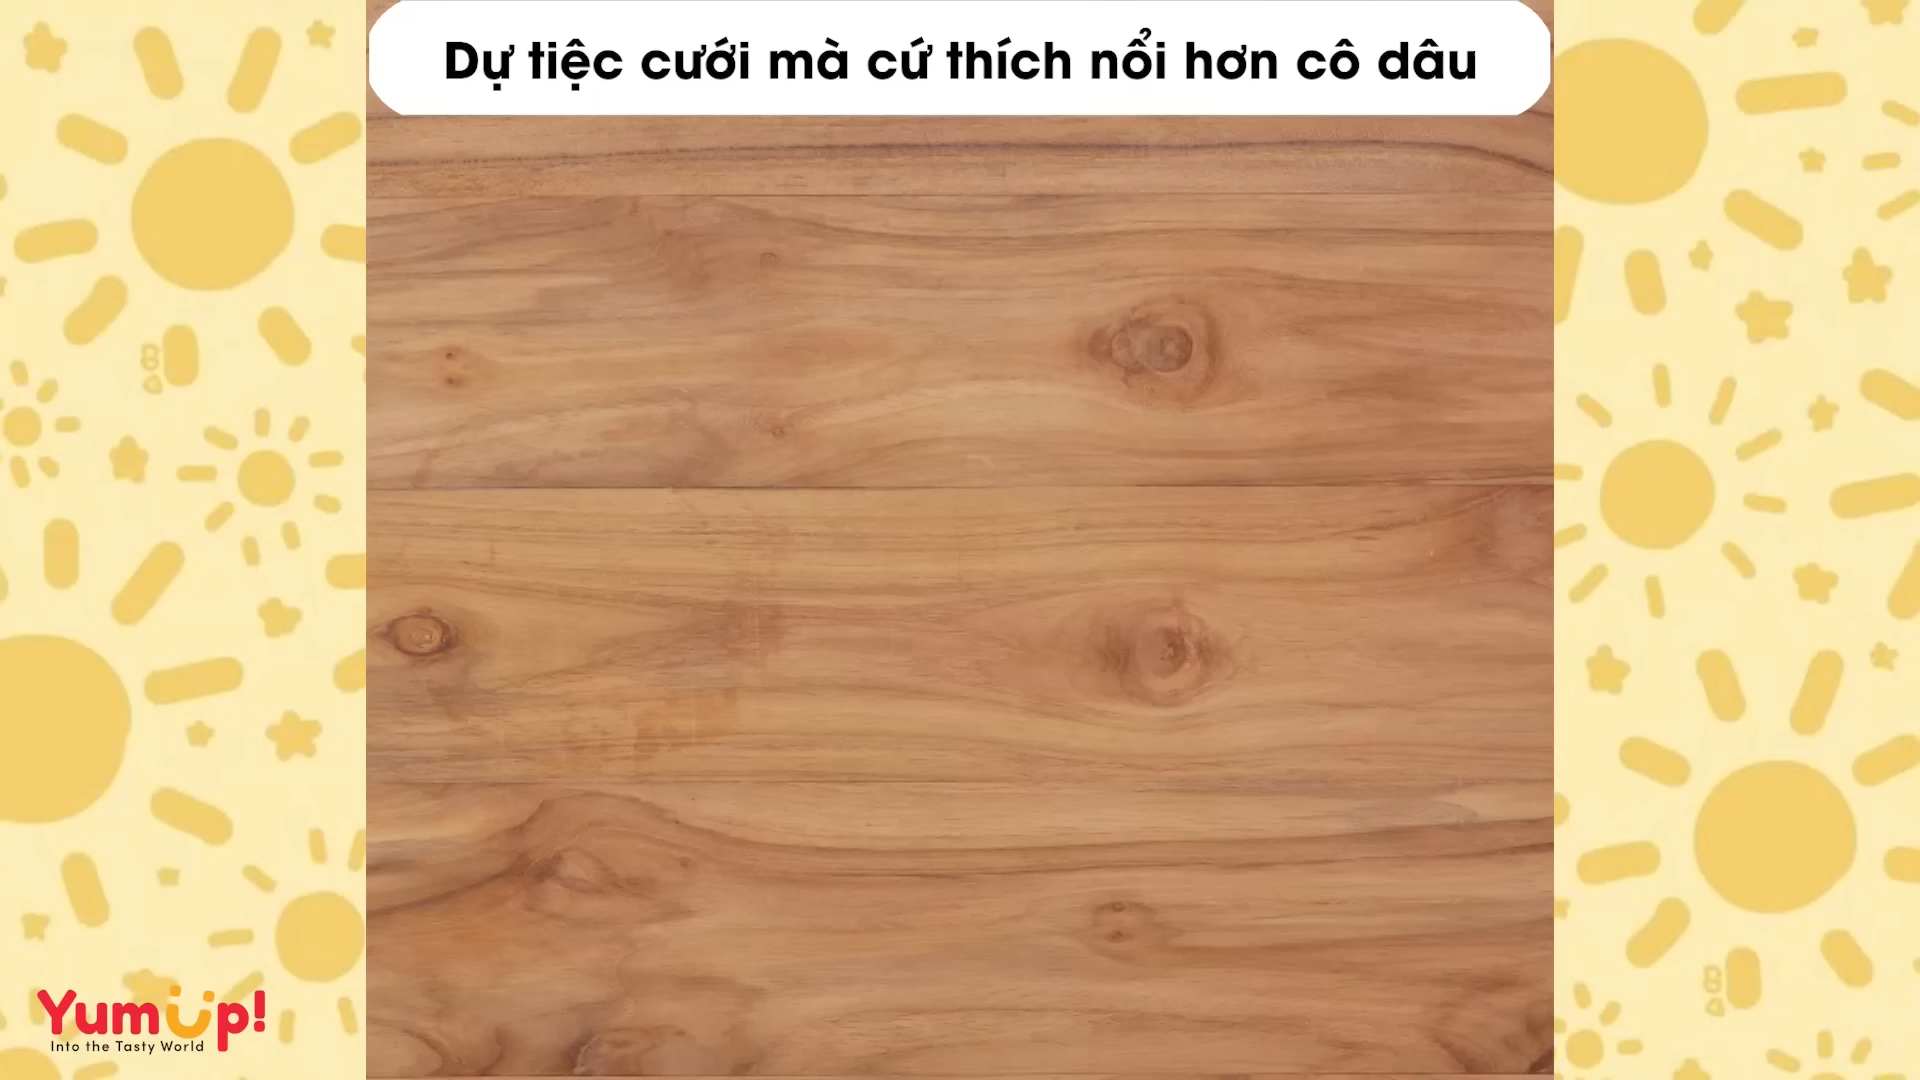 Dự tiệc cưới mà cứ thích nổi hơn cô dâu
YumUp!
Into the Tasty World